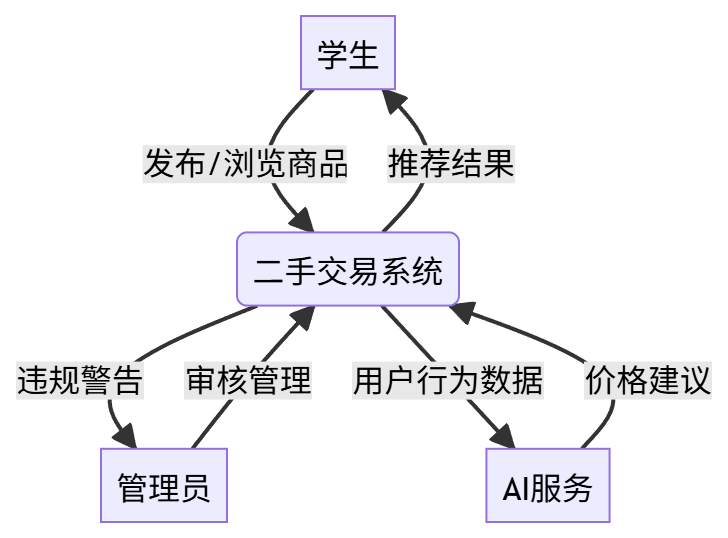 学生
发布/浏览商品
推荐结果
二手交易系统
违规警告
审核管理
用户行为数据
价格建议
管理员
AI服务